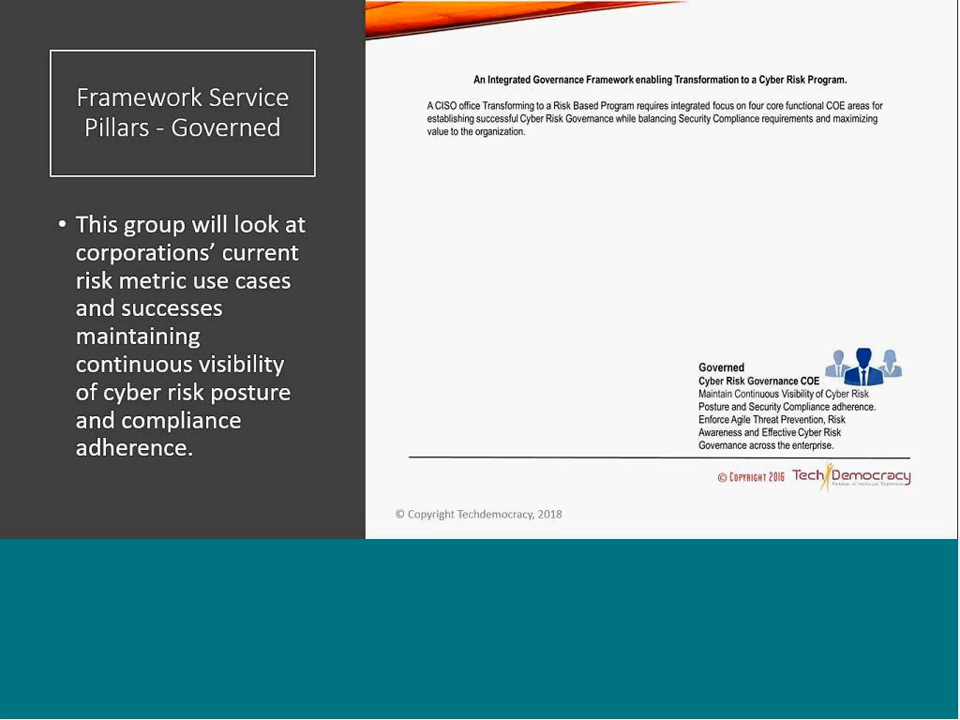 Framework Service
Pillars - Governed
• This group will look at
corporations’ current
risk metric use cases
and successes
maintaining
continuous visibility
of cyber risk posture
and compliance
adherence.
An Integrated Governance Framework enabling Transformation to a Cyber Risk Program.
A CISO office Transforming to a Risk Based Program requires integrated focus on four core functional COE areas for
establishing successful Cyber Risk Governance while balancing Security Compliance requirements and maximizing
value to the organization.
Governed
Cyber Risk Governance COE
Maintain Continuous Visibility of Cyber Risk
Posture and Security Compliance adherence.
Enforce Agile Threat Prevention, Risk
Awareness and Effective Cyber Risk
Governance across the enterprise.
© Copyright 2016 Tech Democracy
© Copyright Techdemocracy, 2018